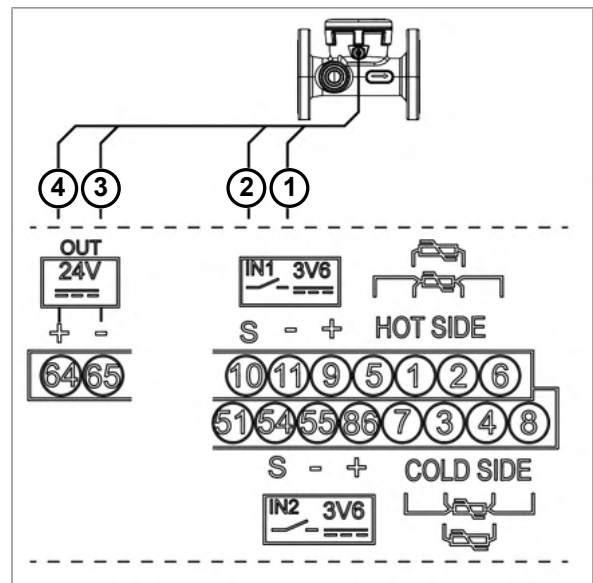 4 3 2 1
OUT
24V
IN1 3V6
+ -
S - + HOT SIDE
64 65
10 11 9 5 1 2 6
51 54 55 86 7 3 4 8
S - + COLD SIDE
IN2 3V6